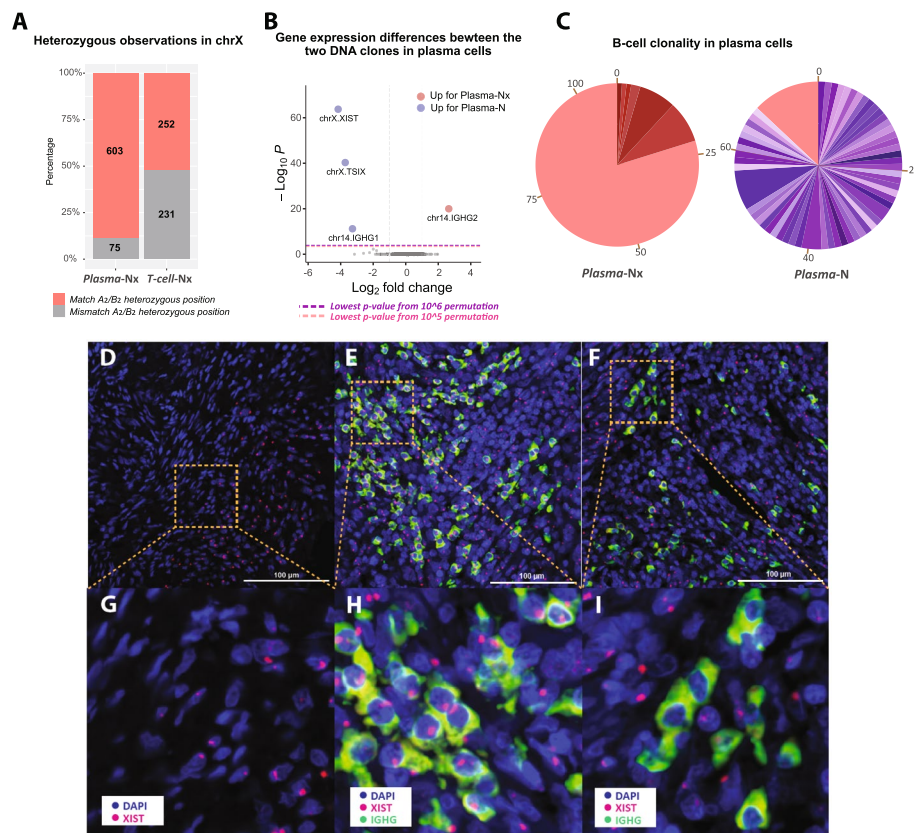 A
Heterozygous observations in chrX
Percentage
100%
75%
50%
25%
0%
603
252
75
231
Plasma-Nx
T-cell-Nx
Match A2/B2 heterozygous position
Mismatch A2/B2 heterozygous position
B
Gene expression differences bewteen the
two DNA clones in plasma cells
− Log10 P
60
40
20
0
Up for Plasma-Nx
Up for Plasma-N
chrX.XIST
chrX.TSIX
chr14.IGHG2
chr14.IGHG1
-6 -4 -2 0 2 4
Log2 fold change
Lowest p-value from 10^6 permutation
Lowest p-value from 10^5 permutation
C
B-cell clonality in plasma cells
0
25
50
75
100
Plasma-Nx
0
2
40
60
Plasma-N
D
100 µm
E
100 µm
F
100 µm
G
DAPI
XIST
H
DAPI
XIST
IGHG
I
DAPI
XIST
IGHG